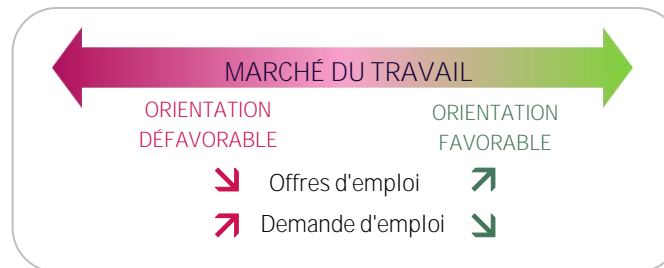 MARCHÉ DU TRAVAIL
ORIENTATION
DÉFAVORABLE
ORIENTATION
FAVORABLE
Offres d'emploi
Demande d'emploi